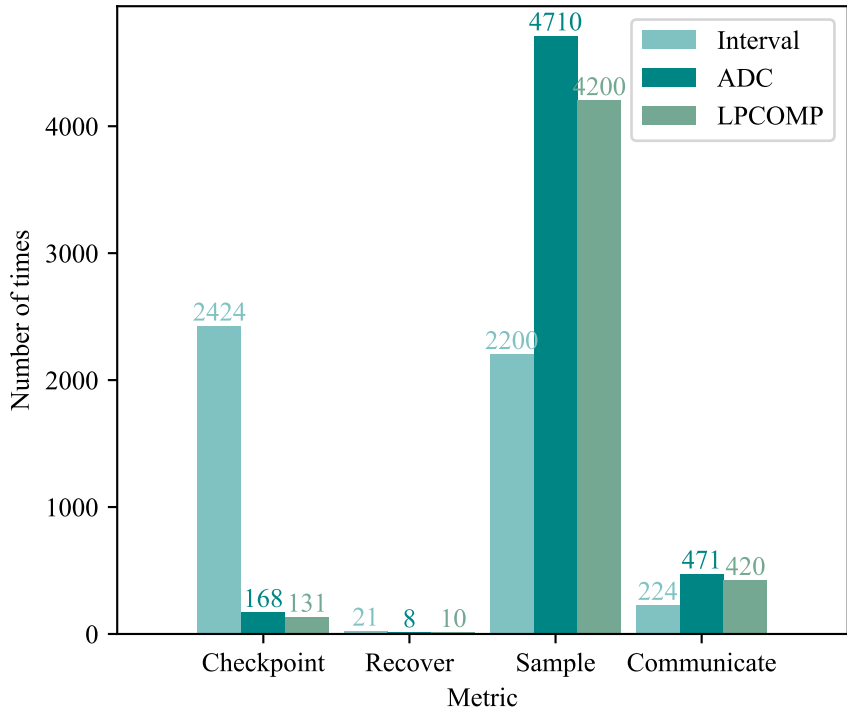 4710
Interval
ADC
4200
LPCOMP
4000
Number of times
3000
2424
2200
2000
1000
471
420
224
168
131
21
8
10
0
Checkpoint
Recover
Sample
Communicate
Metric